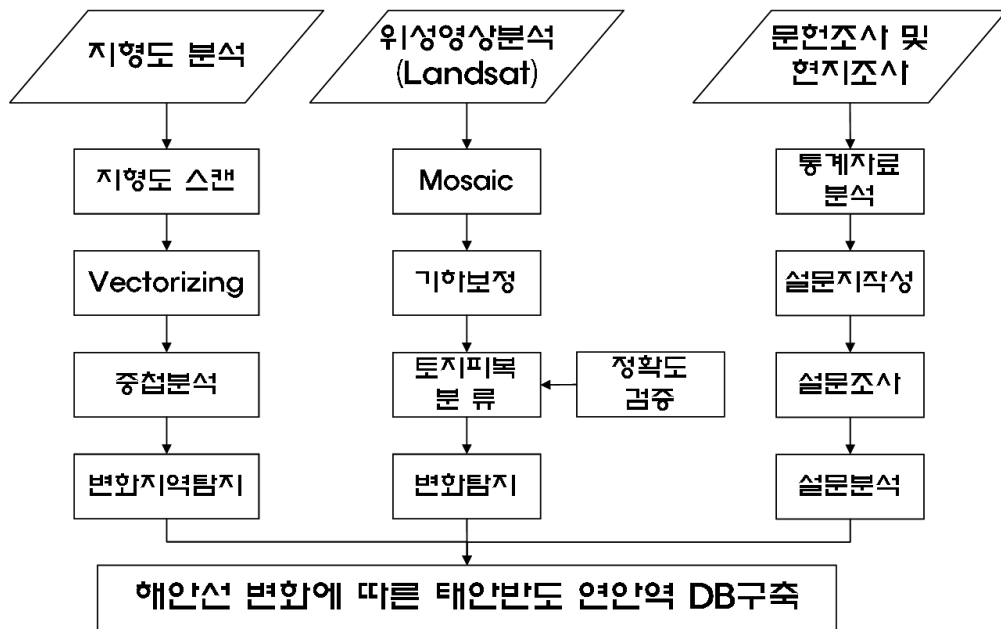 지형도 분석
위성영상분석
(Landsat)
문헌조사 및
현지조사
지형도 스캔
Mosaic
통계자료
분석
Vectorizing
기하보정
설문지작성
중첩분석
토지피복
분 류
정확도
검증
설문조사
변화지역탐지
변화탐지
설문분석
해안선 변화에 따른 태안반도 연안역 DB구축